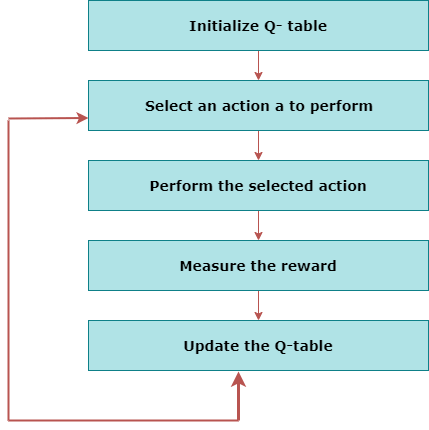 Initialize Q- table
Select an action a to perform
Perform the selected action
Measure the reward
Update the Q-table